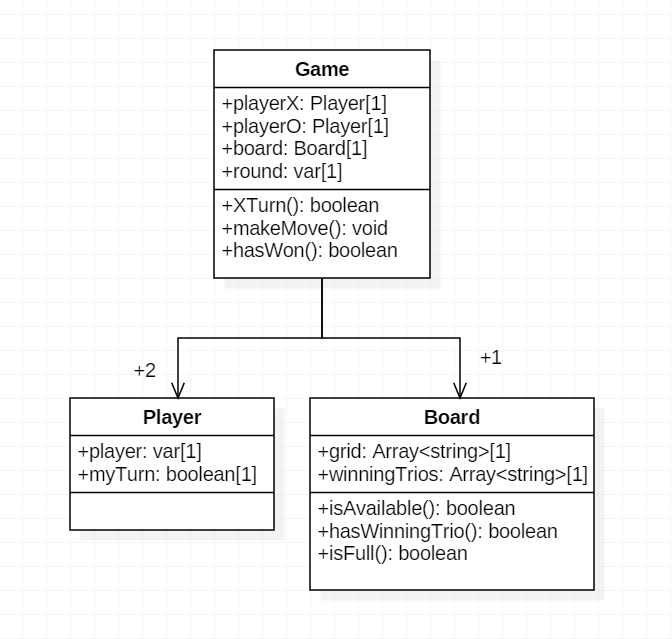 Game
+playerX: Player[1]
+playerO: Player[1]
+board: Board[1]
+round: var[1]
+XTurn(): boolean
+makeMove(): void
+hasWon(): boolean
+2
+1
Player
+player: var[1]
+myTurn: boolean[1]
Board
+grid: Array<string>[1]
+winningTrios: Array<string>[1]
+isAvailable(): boolean
+hasWinningTrio(): boolean
+isFull(): boolean